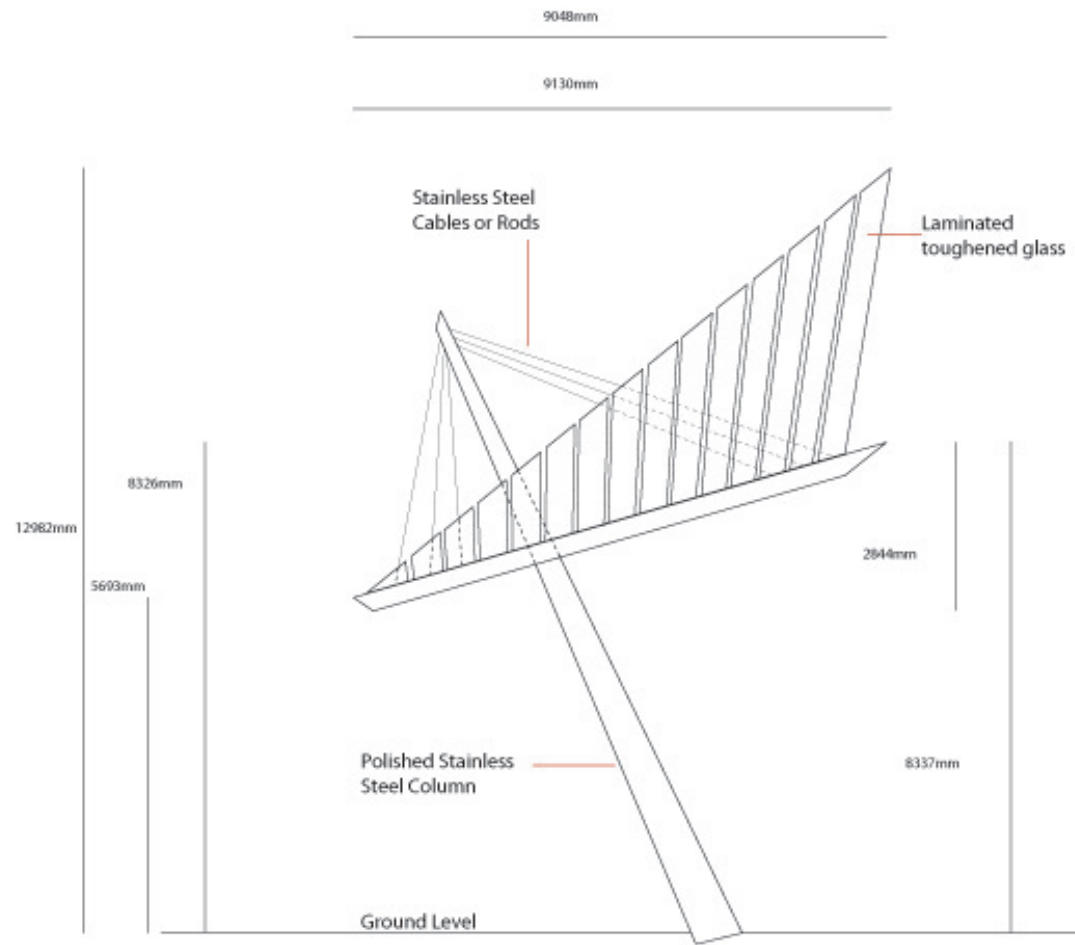 9048mm
9130mm
Stainless Steel
Cables or Rods
Laminated
toughened glass
8326mm
12982mm
5693mm
2844mm
Polished Stainless
Steel Column
8337mm
Ground Level